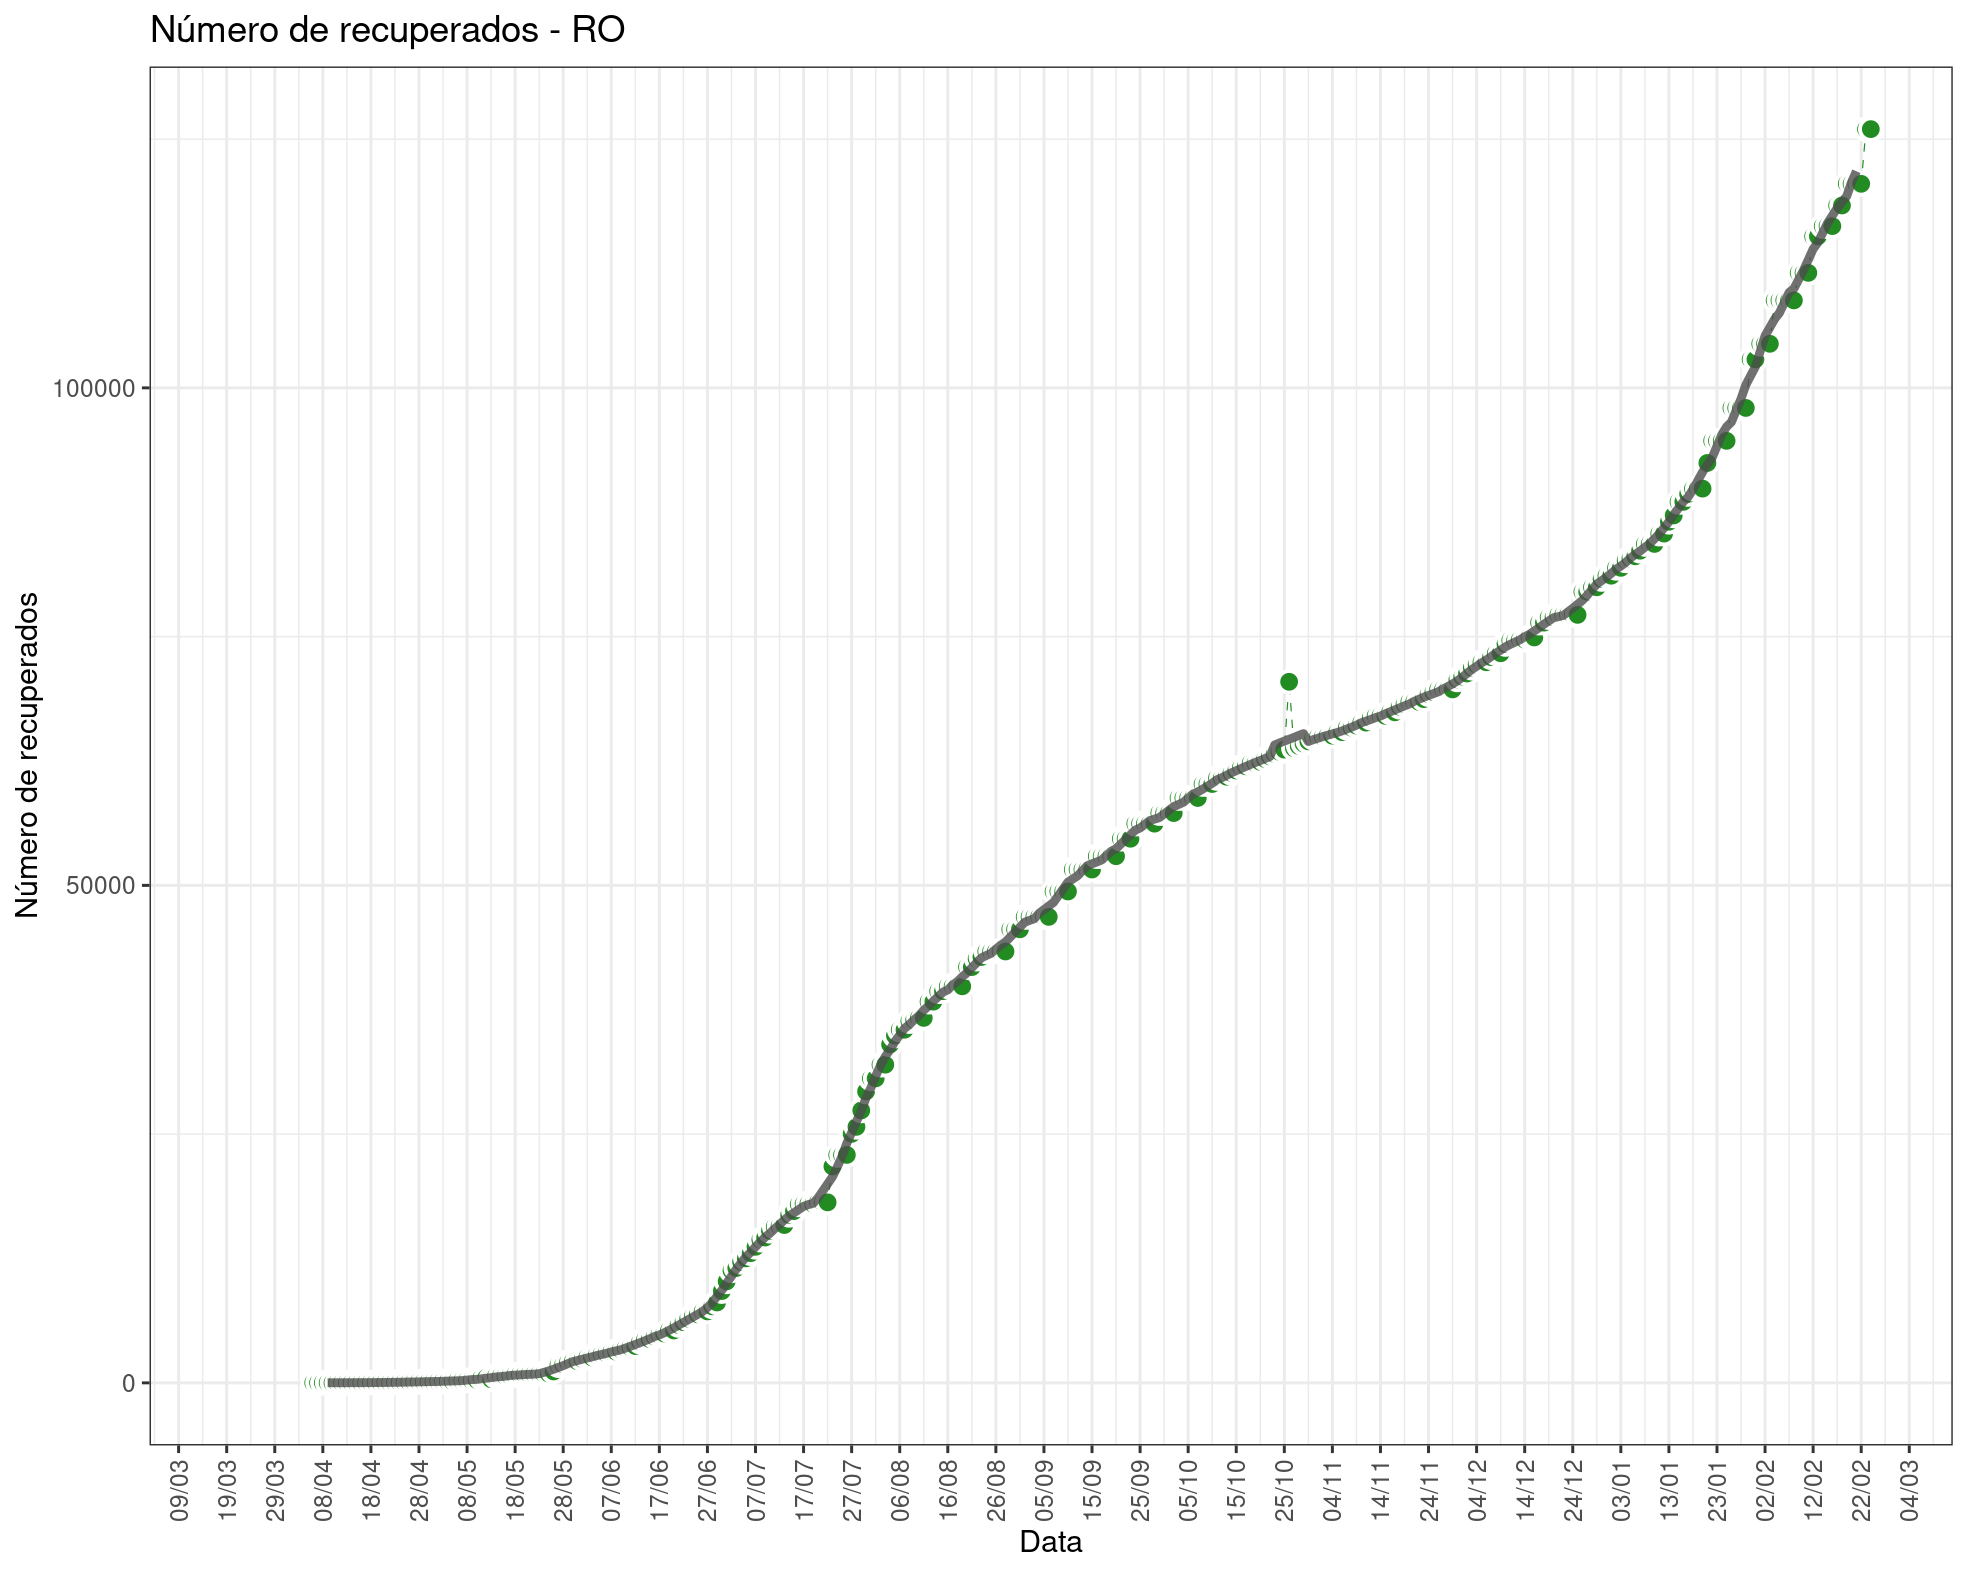 Número de recuperados - RO
Número de recuperados
100000
50000
0
09/03 19/03 29/03 08/04 18/04 28/04 08/05 18/05 28/05 07/06 17/06 27/06 07/07 17/07 27/07 06/08 16/08 26/08 05/09 15/09 25/09 05/10 15/10 25/10 04/11 14/11 24/11 04/12 14/12 24/12 03/01 13/01 23/01 02/02 12/02 22/02 04/03
Data